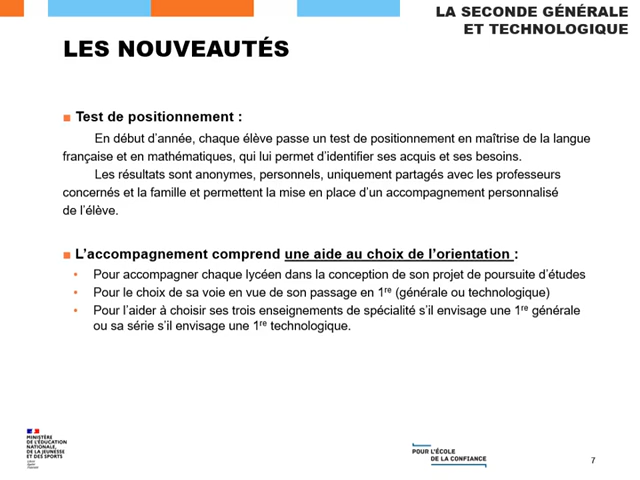 LA SECONDE GÉNÉRALE
ET TECHNOLOGIQUE
LES NOUVEAUTÉS
■ Test de positionnement :
En début d’année, chaque élève passe un test de positionnement en maîtrise de la langue
française et en mathématiques, qui lui permet d’identifier ses acquis et ses besoins.
Les résultats sont anonymes, personnels, uniquement partagés avec les professeurs
concernés et la famille et permettent la mise en place d’un accompagnement personnalisé
de l’élève.
■ L’accompagnement comprend une aide au choix de l’orientation :
• Pour accompagner chaque lycéen dans la conception de son projet de poursuite d’études
• Pour le choix de sa voie en vue de son passage en 1re (générale ou technologique)
• Pour l’aider à choisir ses trois enseignements de spécialité s’il envisage une 1re générale
ou sa série s’il envisage une 1re technologique.
MINISTÈRE
DE L’ÉDUCATION
NATIONALE,
DE LA JEUNESSE
ET DES SPORTS
POUR L’ÉCOLE
DE LA CONFIANCE
7